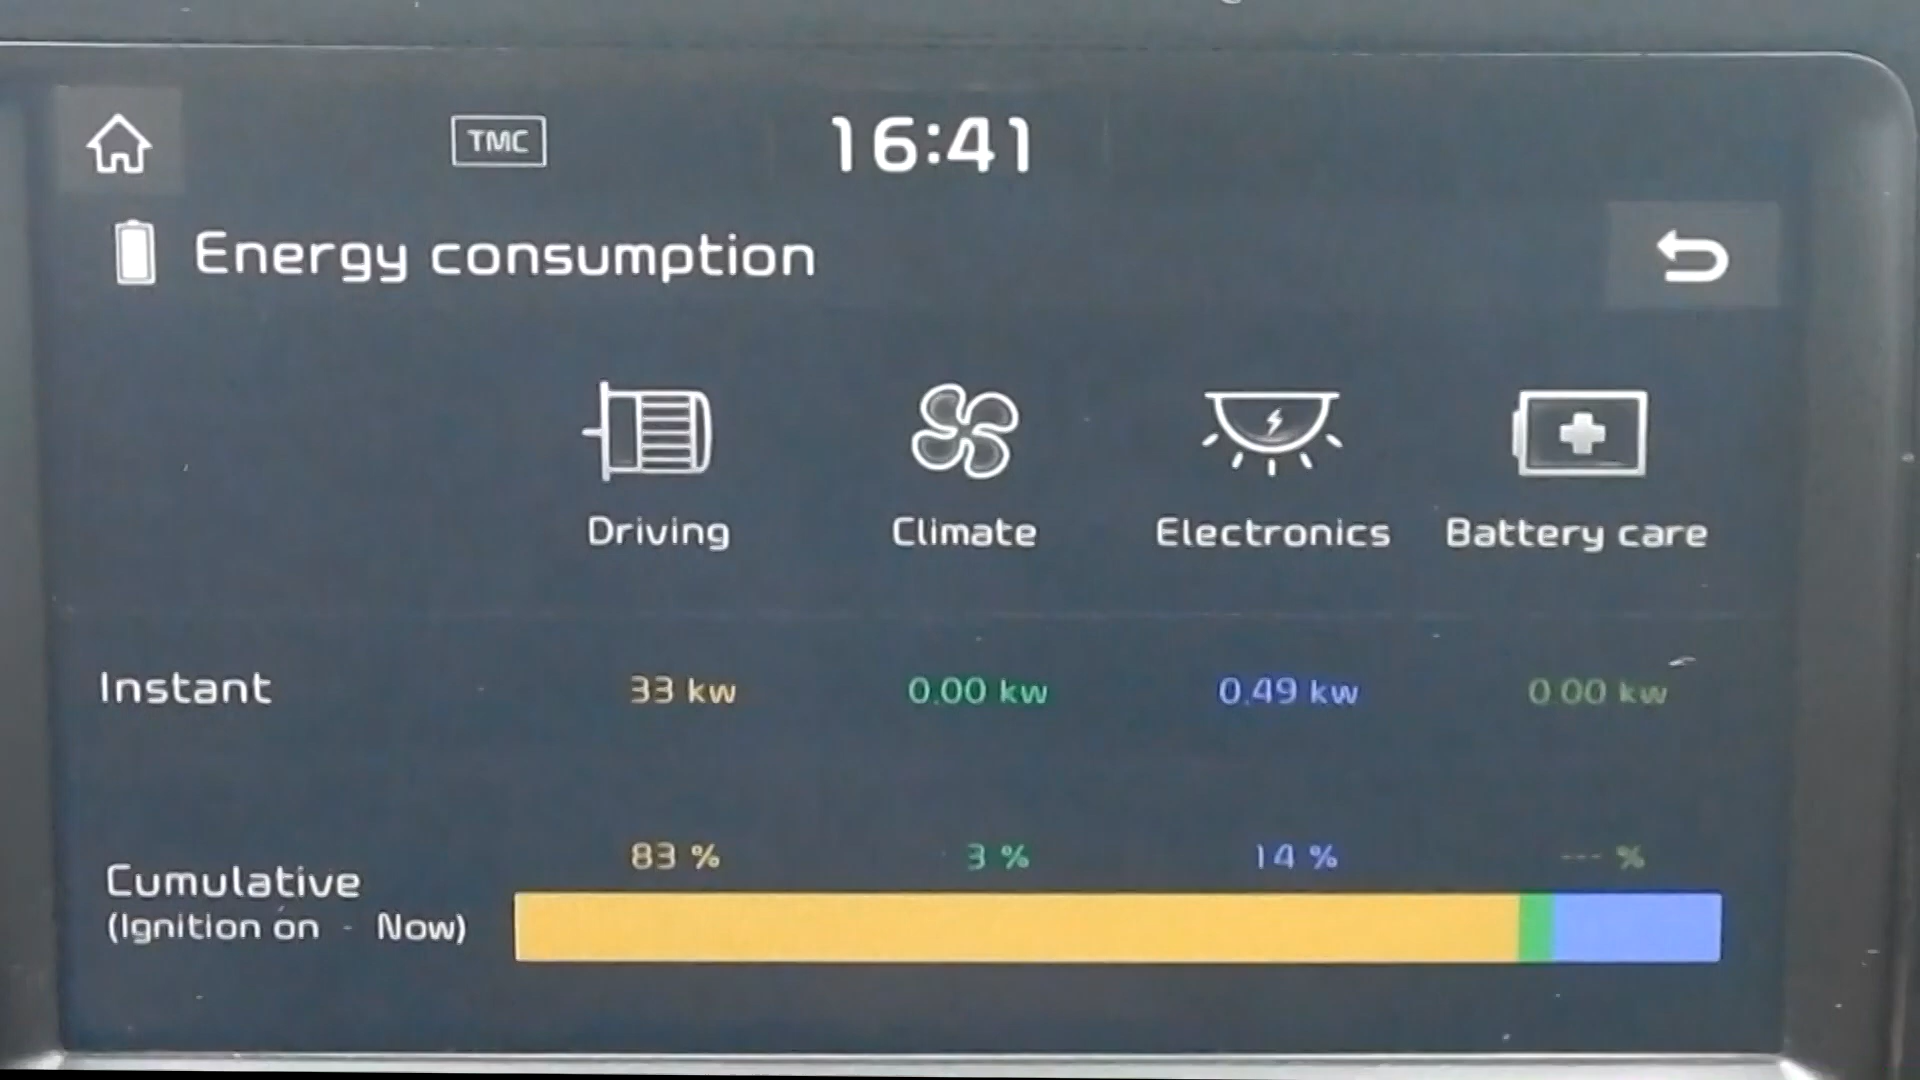 TMC 16:41
Energy consumption
Driving Climate Electronics Battery care
Instant 33 kw 0.00 kw 0.49 kw 0.00 kw
83 % 3 % 14 % --- %
Cumulative
(Ignition on - Now)